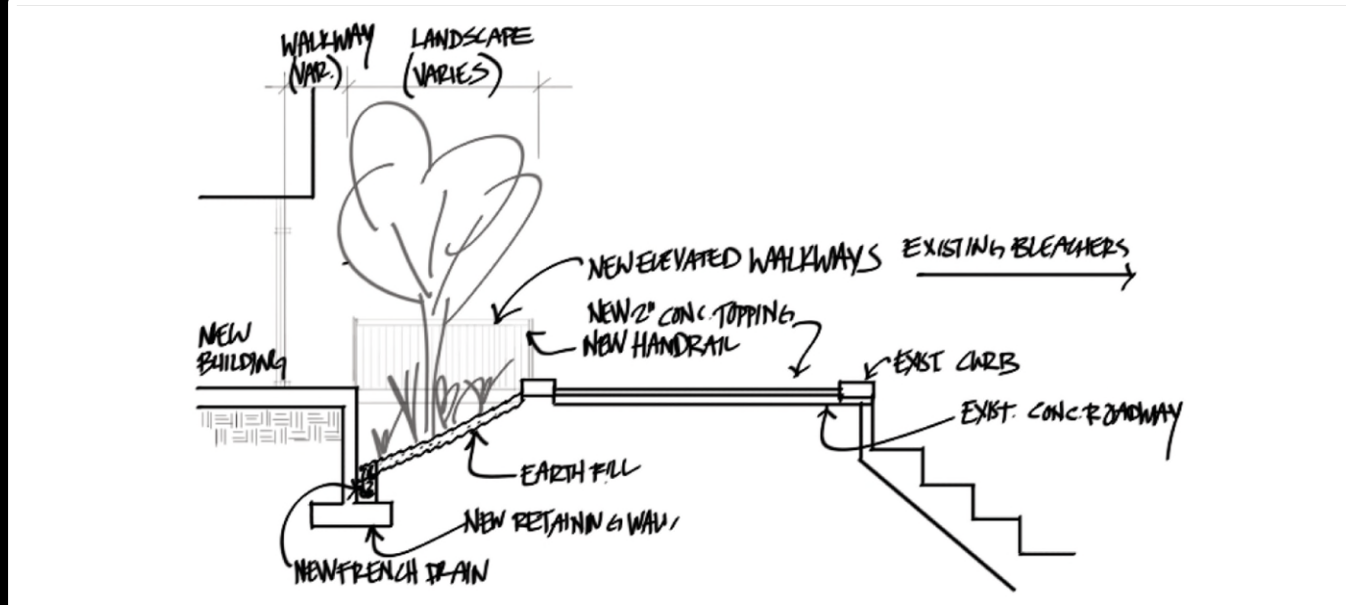 WALKWAY
(VAR.)
LANDSCAPE
(VARIES)
NEW ELEVATED WALKWAYS
EXISTING BLEACHERS
NEW 2" CONC. TOPPING
NEW HANDRAIL
NEW
BUILDING
EXIST CURB
EXIST. CONC. ROADWAY
EARTH FILL
NEW RETAINING WALL
NEW FRENCH DRAIN